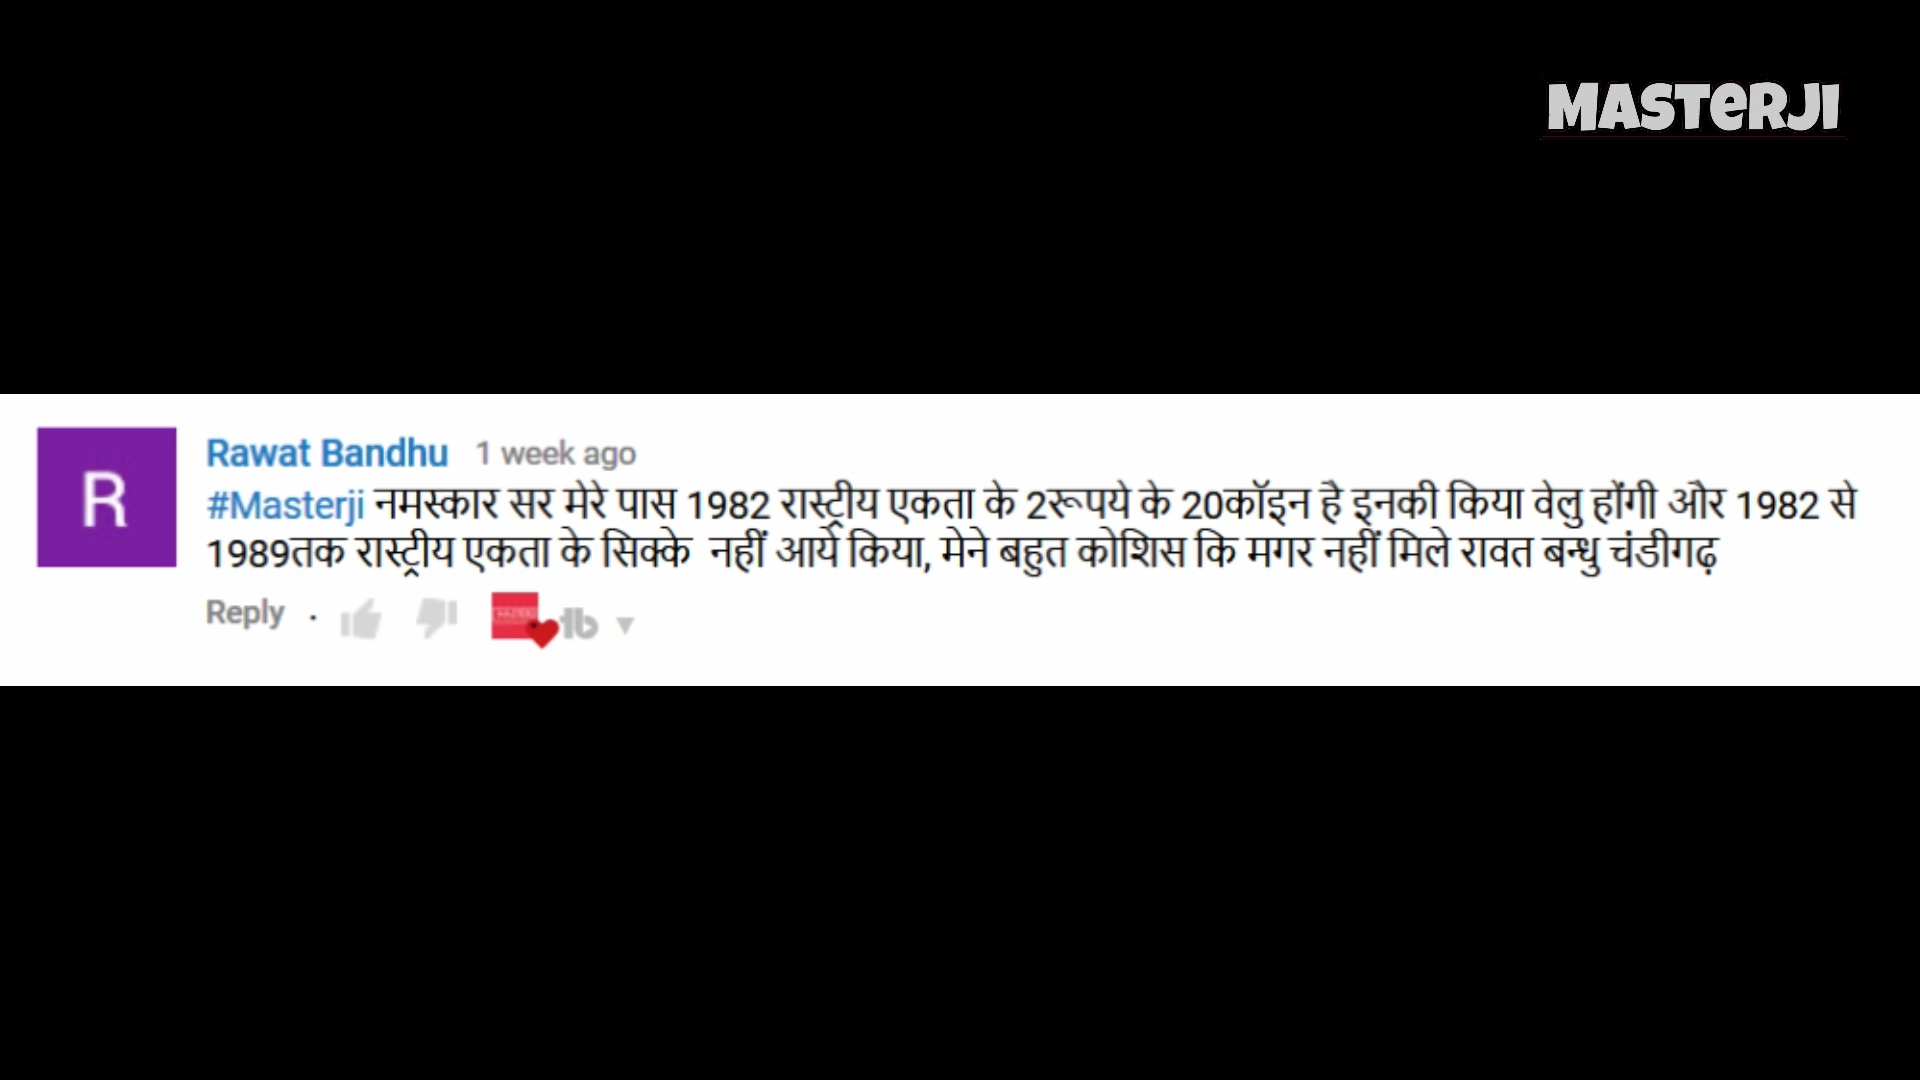 MASTERJI
R
Rawat Bandhu 1 week ago
#Masterji नमस्कार सर मेरे पास 1982 रास्ट्रीय एकता के 2रूपये के 20कॉइन है इनकी किया वेलु होंगी और 1982 से
1989तक रास्ट्रीय एकता के सिक्के नहीं आये किया, मेने बहुत कोशिस कि मगर नहीं मिले रावत बन्धु चंडीगढ़
Reply